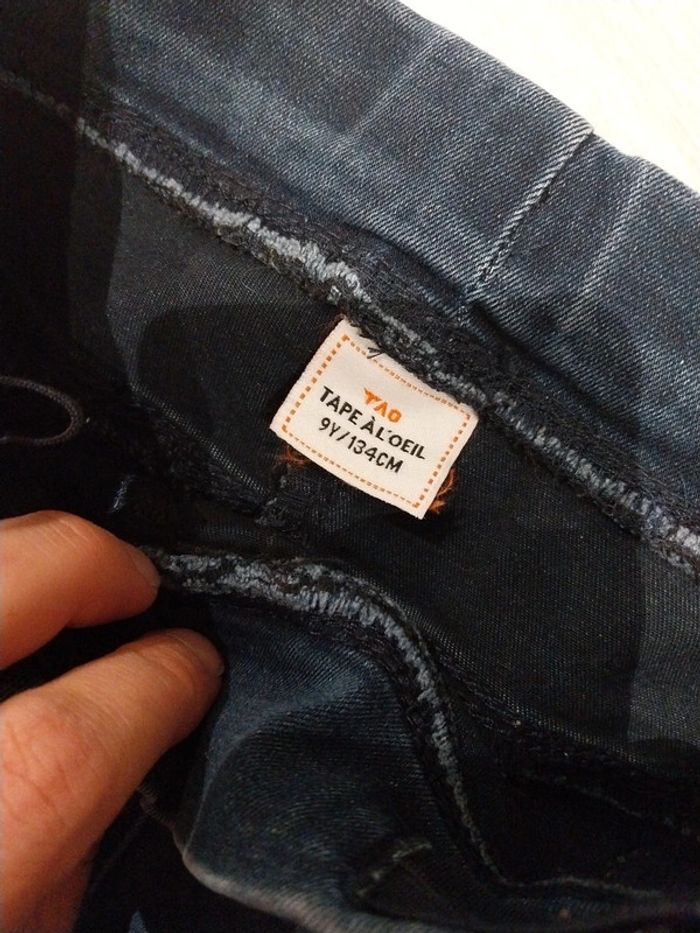 TAO
TAPE À L'OEIL
9Y/134CM